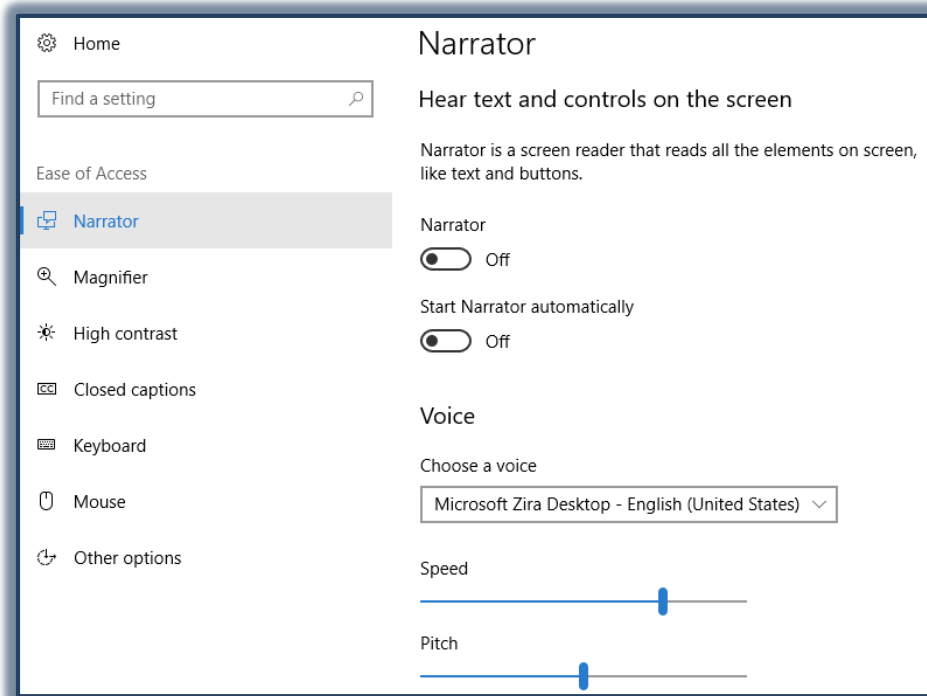 Home
Find a setting
Ease of Access
Narrator
Magnifier
High contrast
CC Closed captions
Keyboard
Mouse
Other options
Narrator
Hear text and controls on the screen
Narrator is a screen reader that reads all the elements on screen,
like text and buttons.
Narrator
Off
Start Narrator automatically
Off
Voice
Choose a voice
Microsoft Zira Desktop - English (United States)
Speed
Pitch